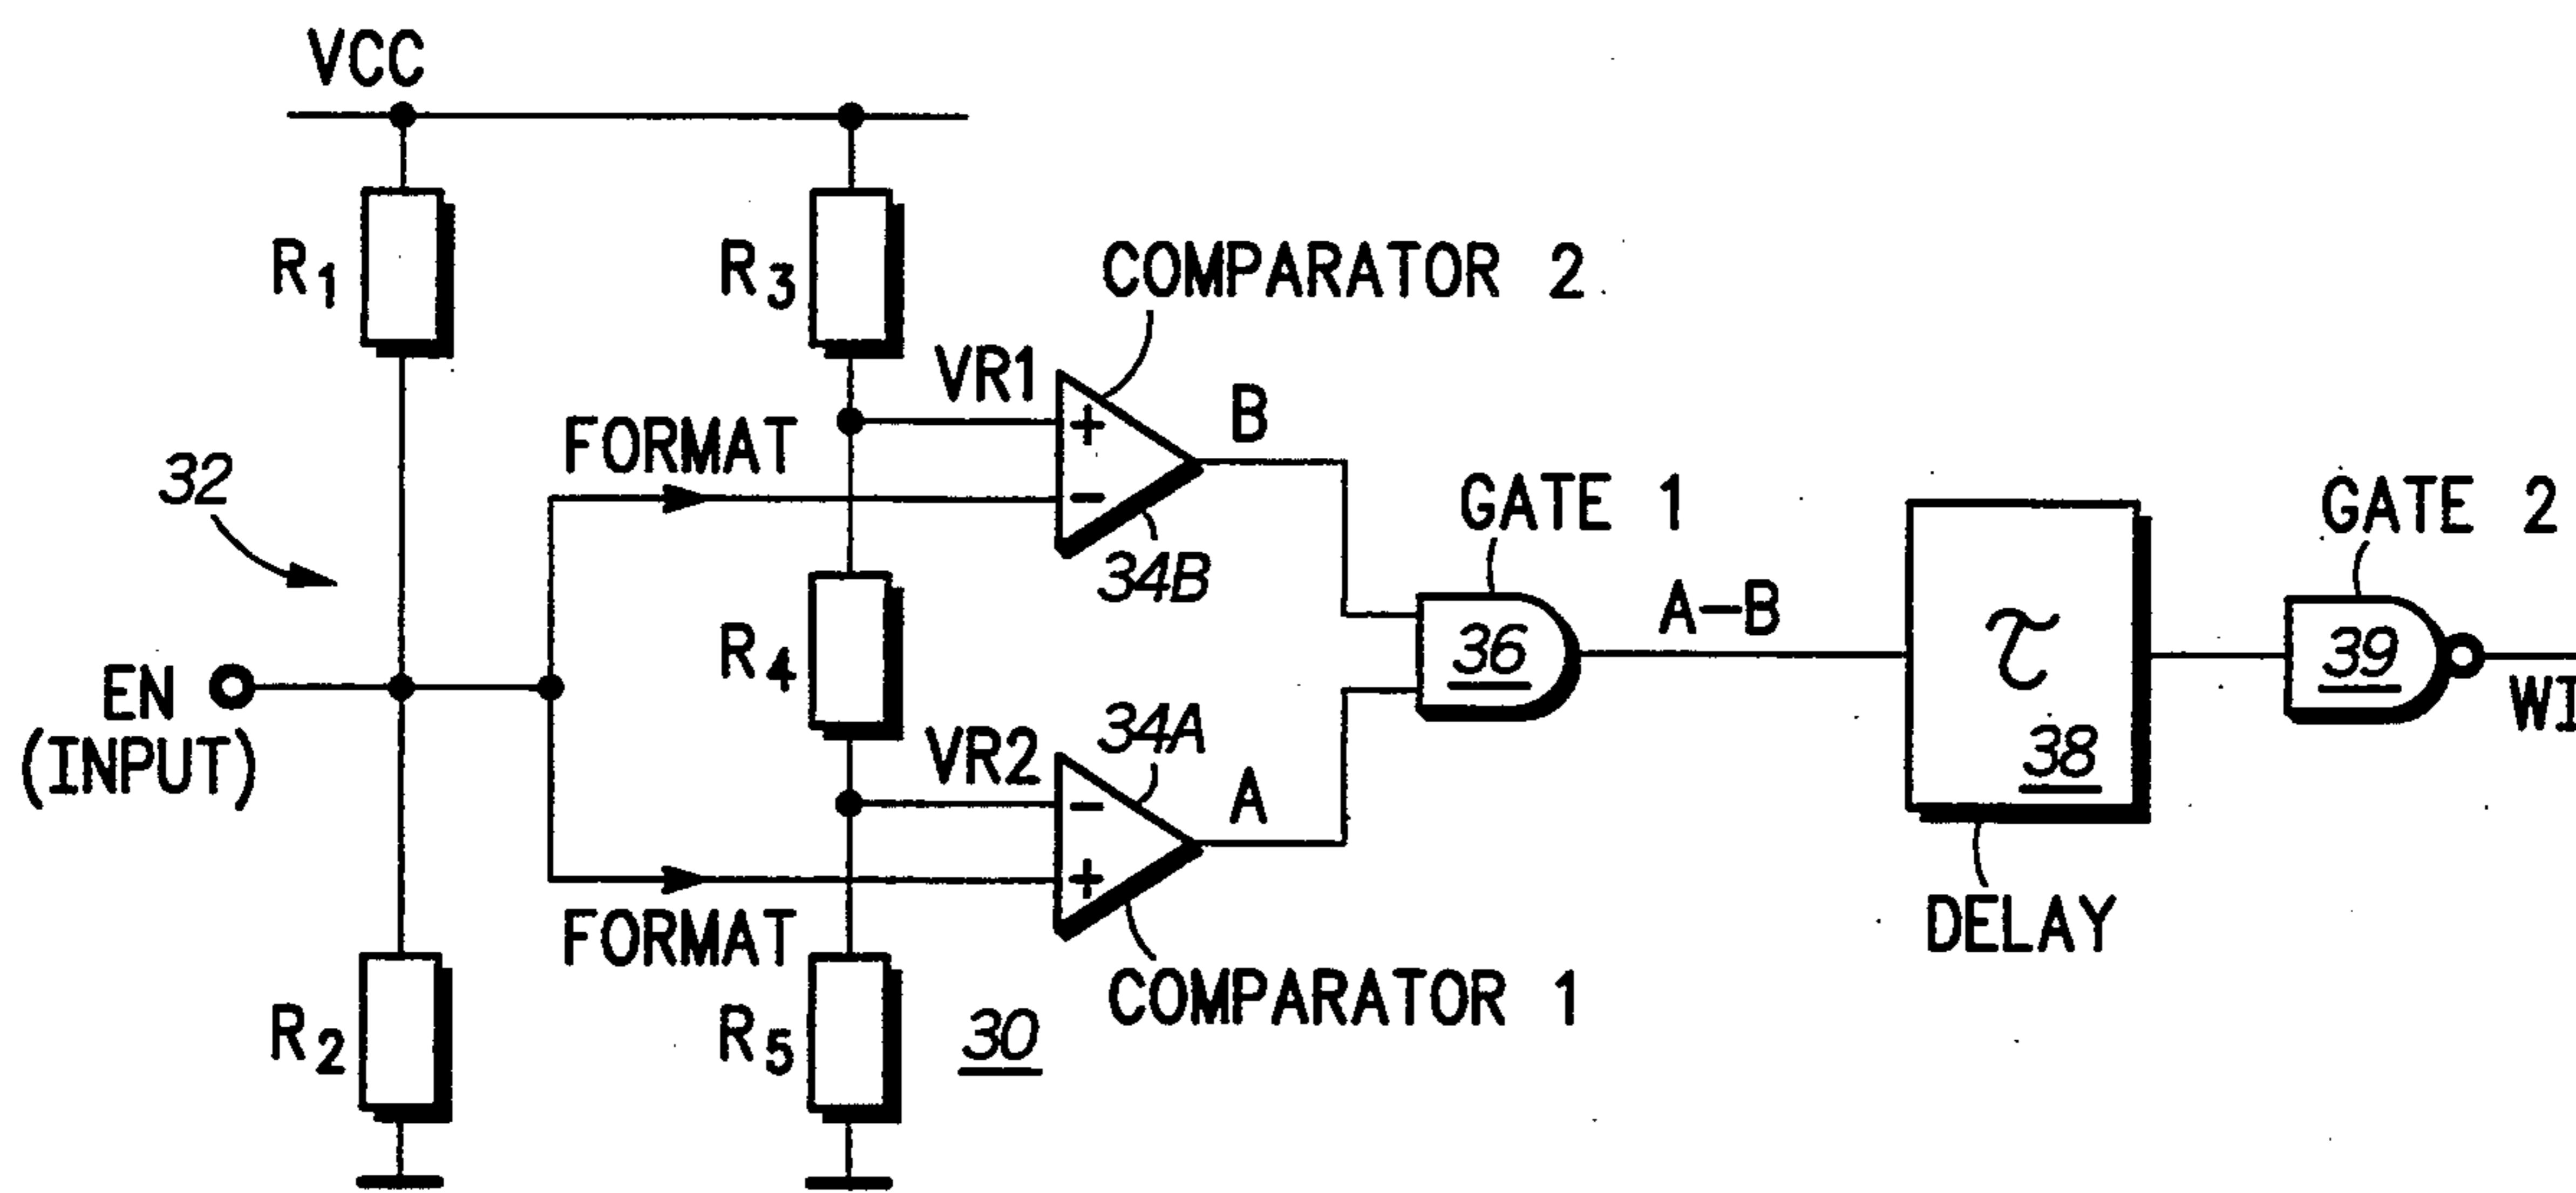 VCC
R1
R3
COMPARATOR 2
VR1
B
FORMAT
32
34B
GATE 1
GATE 2
A-B
36
τ
39
R4
EN
(INPUT)
34A
38
VR2
A
DELAY
FORMAT
COMPARATOR 1
R2
R5
30